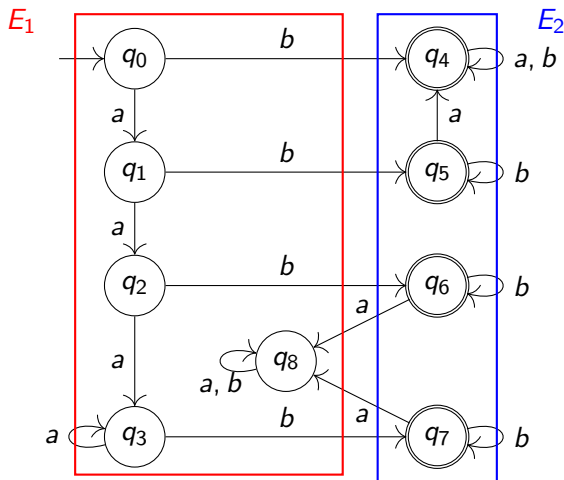 E₁ E₂
q₀ b q₄ a, b
a a
q₁ b q₅ b
a
q₂ b q₆ b
a
a q₈
a, b
a q₃ b a q₇ b